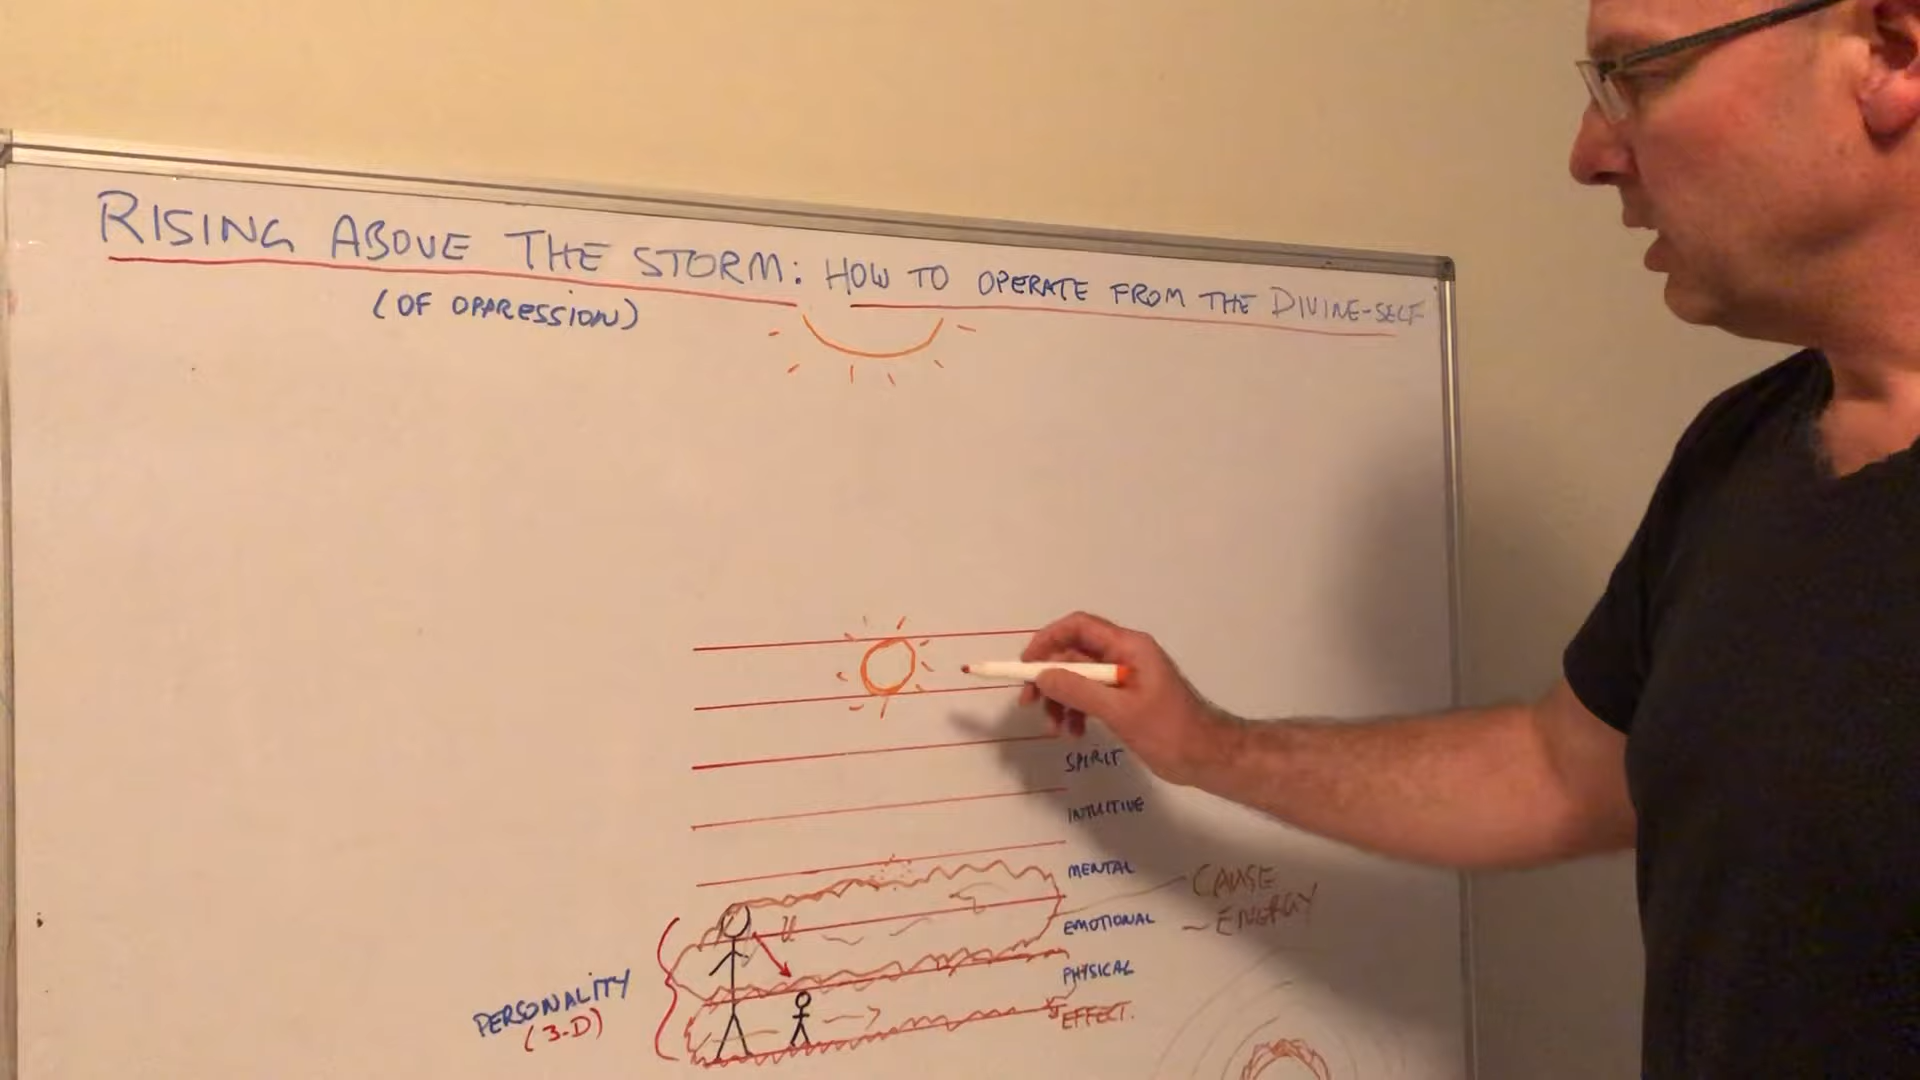 RISING ABOVE THE STORM: HOW TO OPERATE FROM THE DIVINE-SELF
(OF OPPRESSION)
SPIRIT
INTUITIVE
MENTAL
CAUSE
EMOTIONAL - ENERGY
PHYSICAL
PERSONALITY
(3-D)
EFFECT.